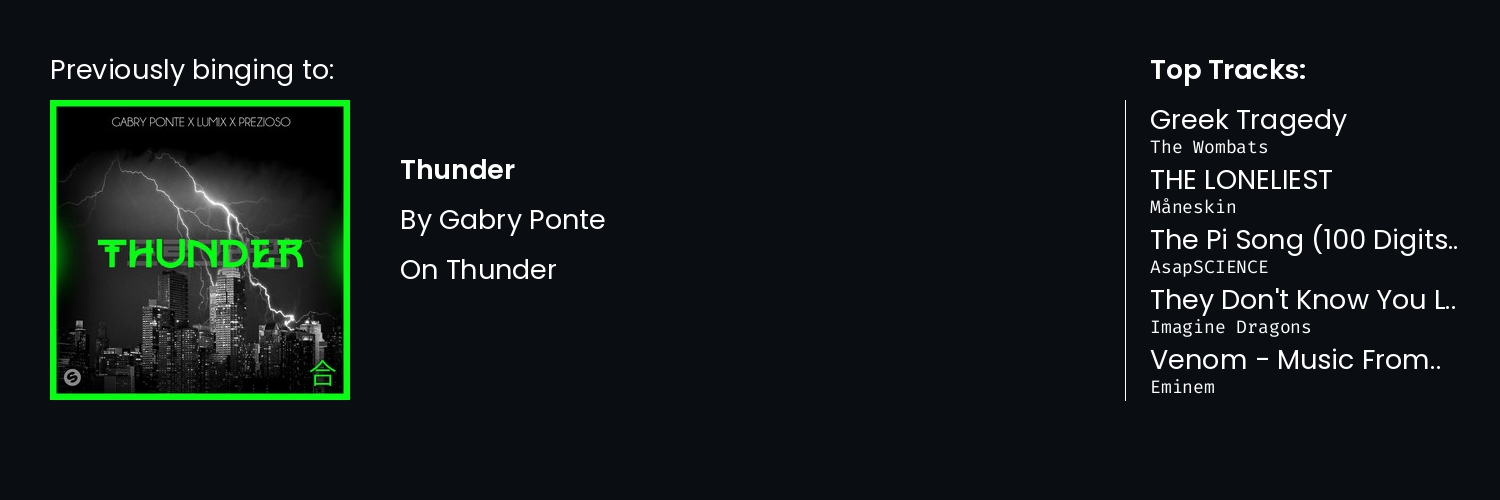 Previously binging to:
GABRY PONTE X LUMIX X PREZIOSO
THUNDER
合
Thunder
By Gabry Ponte
On Thunder
Top Tracks:
Greek Tragedy
The Wombats
THE LONELIEST
Måneskin
The Pi Song (100 Digits..
AsapSCIENCE
They Don't Know You L..
Imagine Dragons
Venom - Music From..
Eminem